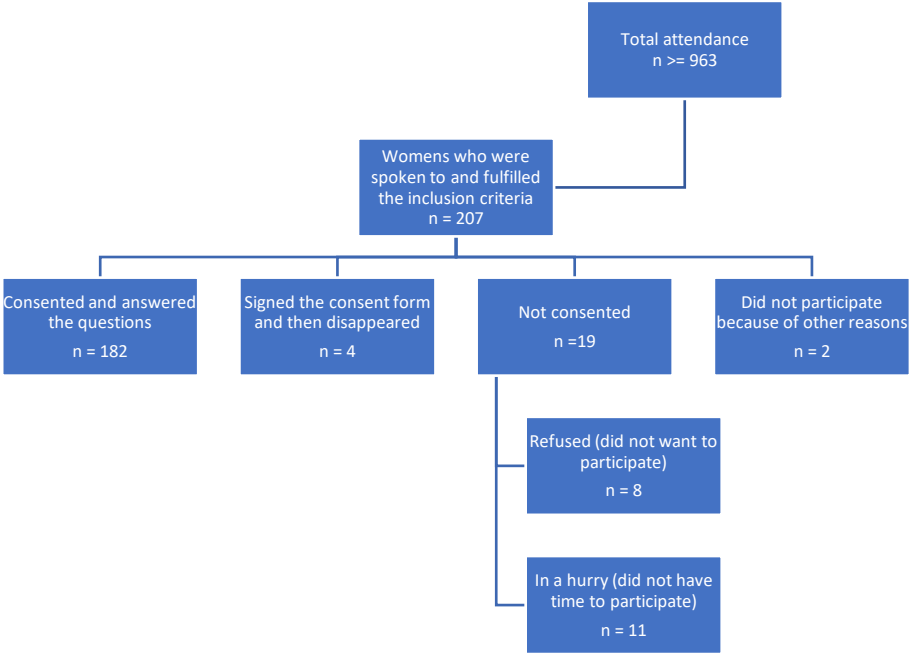 Total attendance
n >= 963
Womens who were
spoken to and fulfilled
the inclusion criteria
n = 207
Consented and answered
the questions
n = 182
Signed the consent form
and then disappeared
n = 4
Not consented
n =19
Did not participate
because of other reasons
n = 2
Refused (did not want to
participate)
n = 8
In a hurry (did not have
time to participate)
n = 11